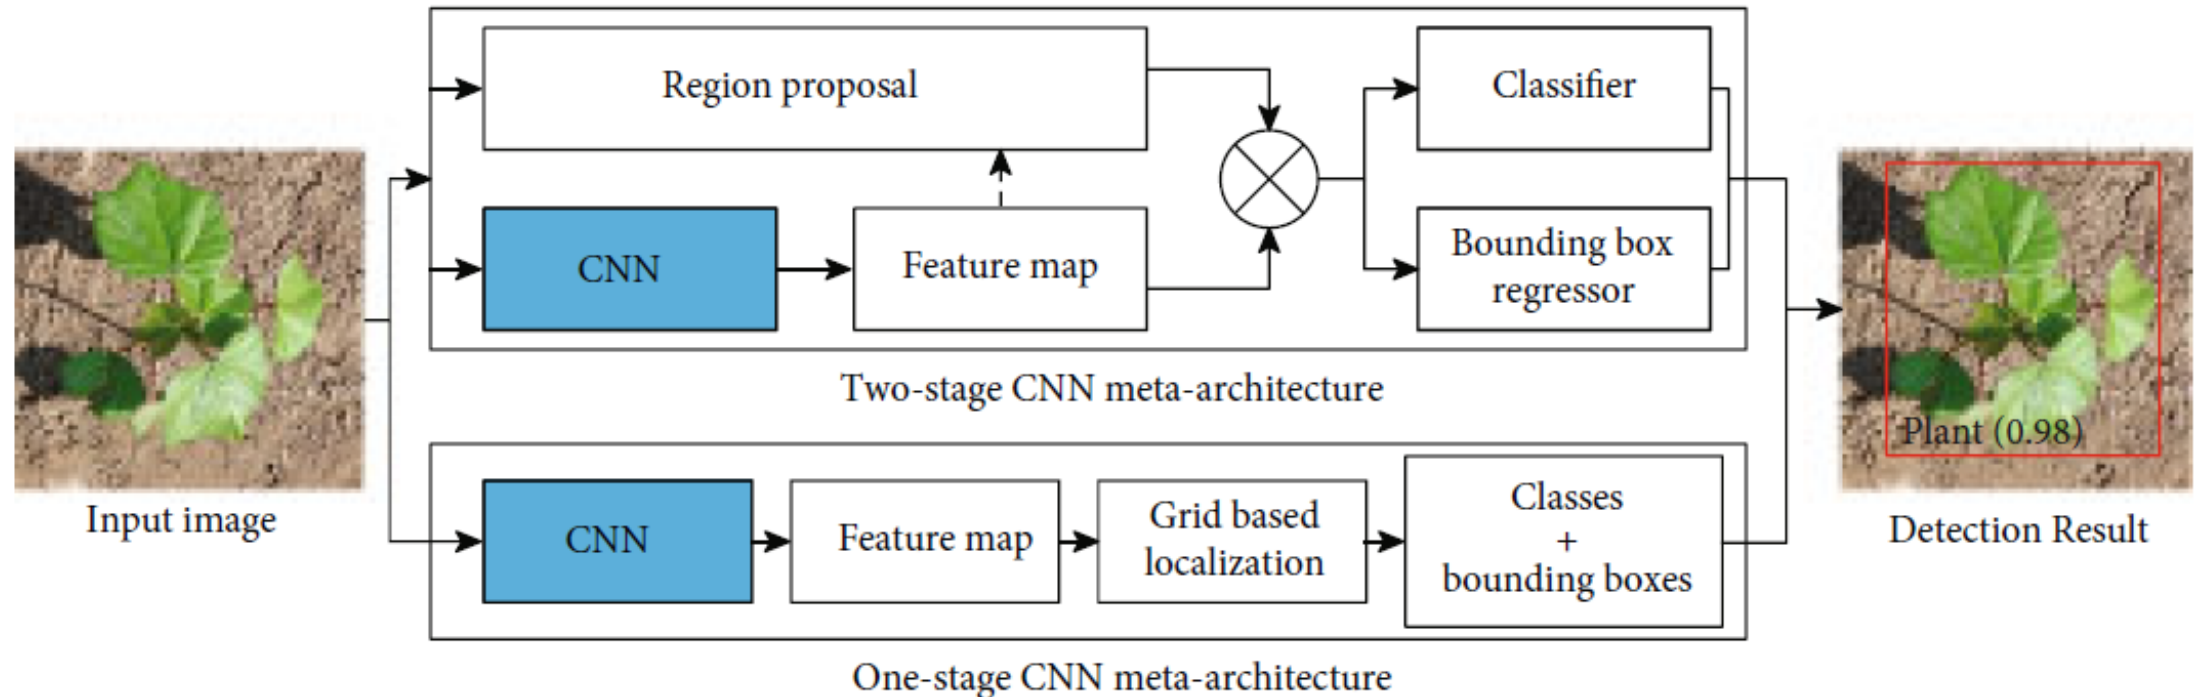 Region proposal
Classifier
CNN
Feature map
Bounding box
regressor
Two-stage CNN meta-architecture
Input image
CNN
Feature map
Grid based
localization
Classes
+
bounding boxes
Plant (0.98)
Detection Result
One-stage CNN meta-architecture